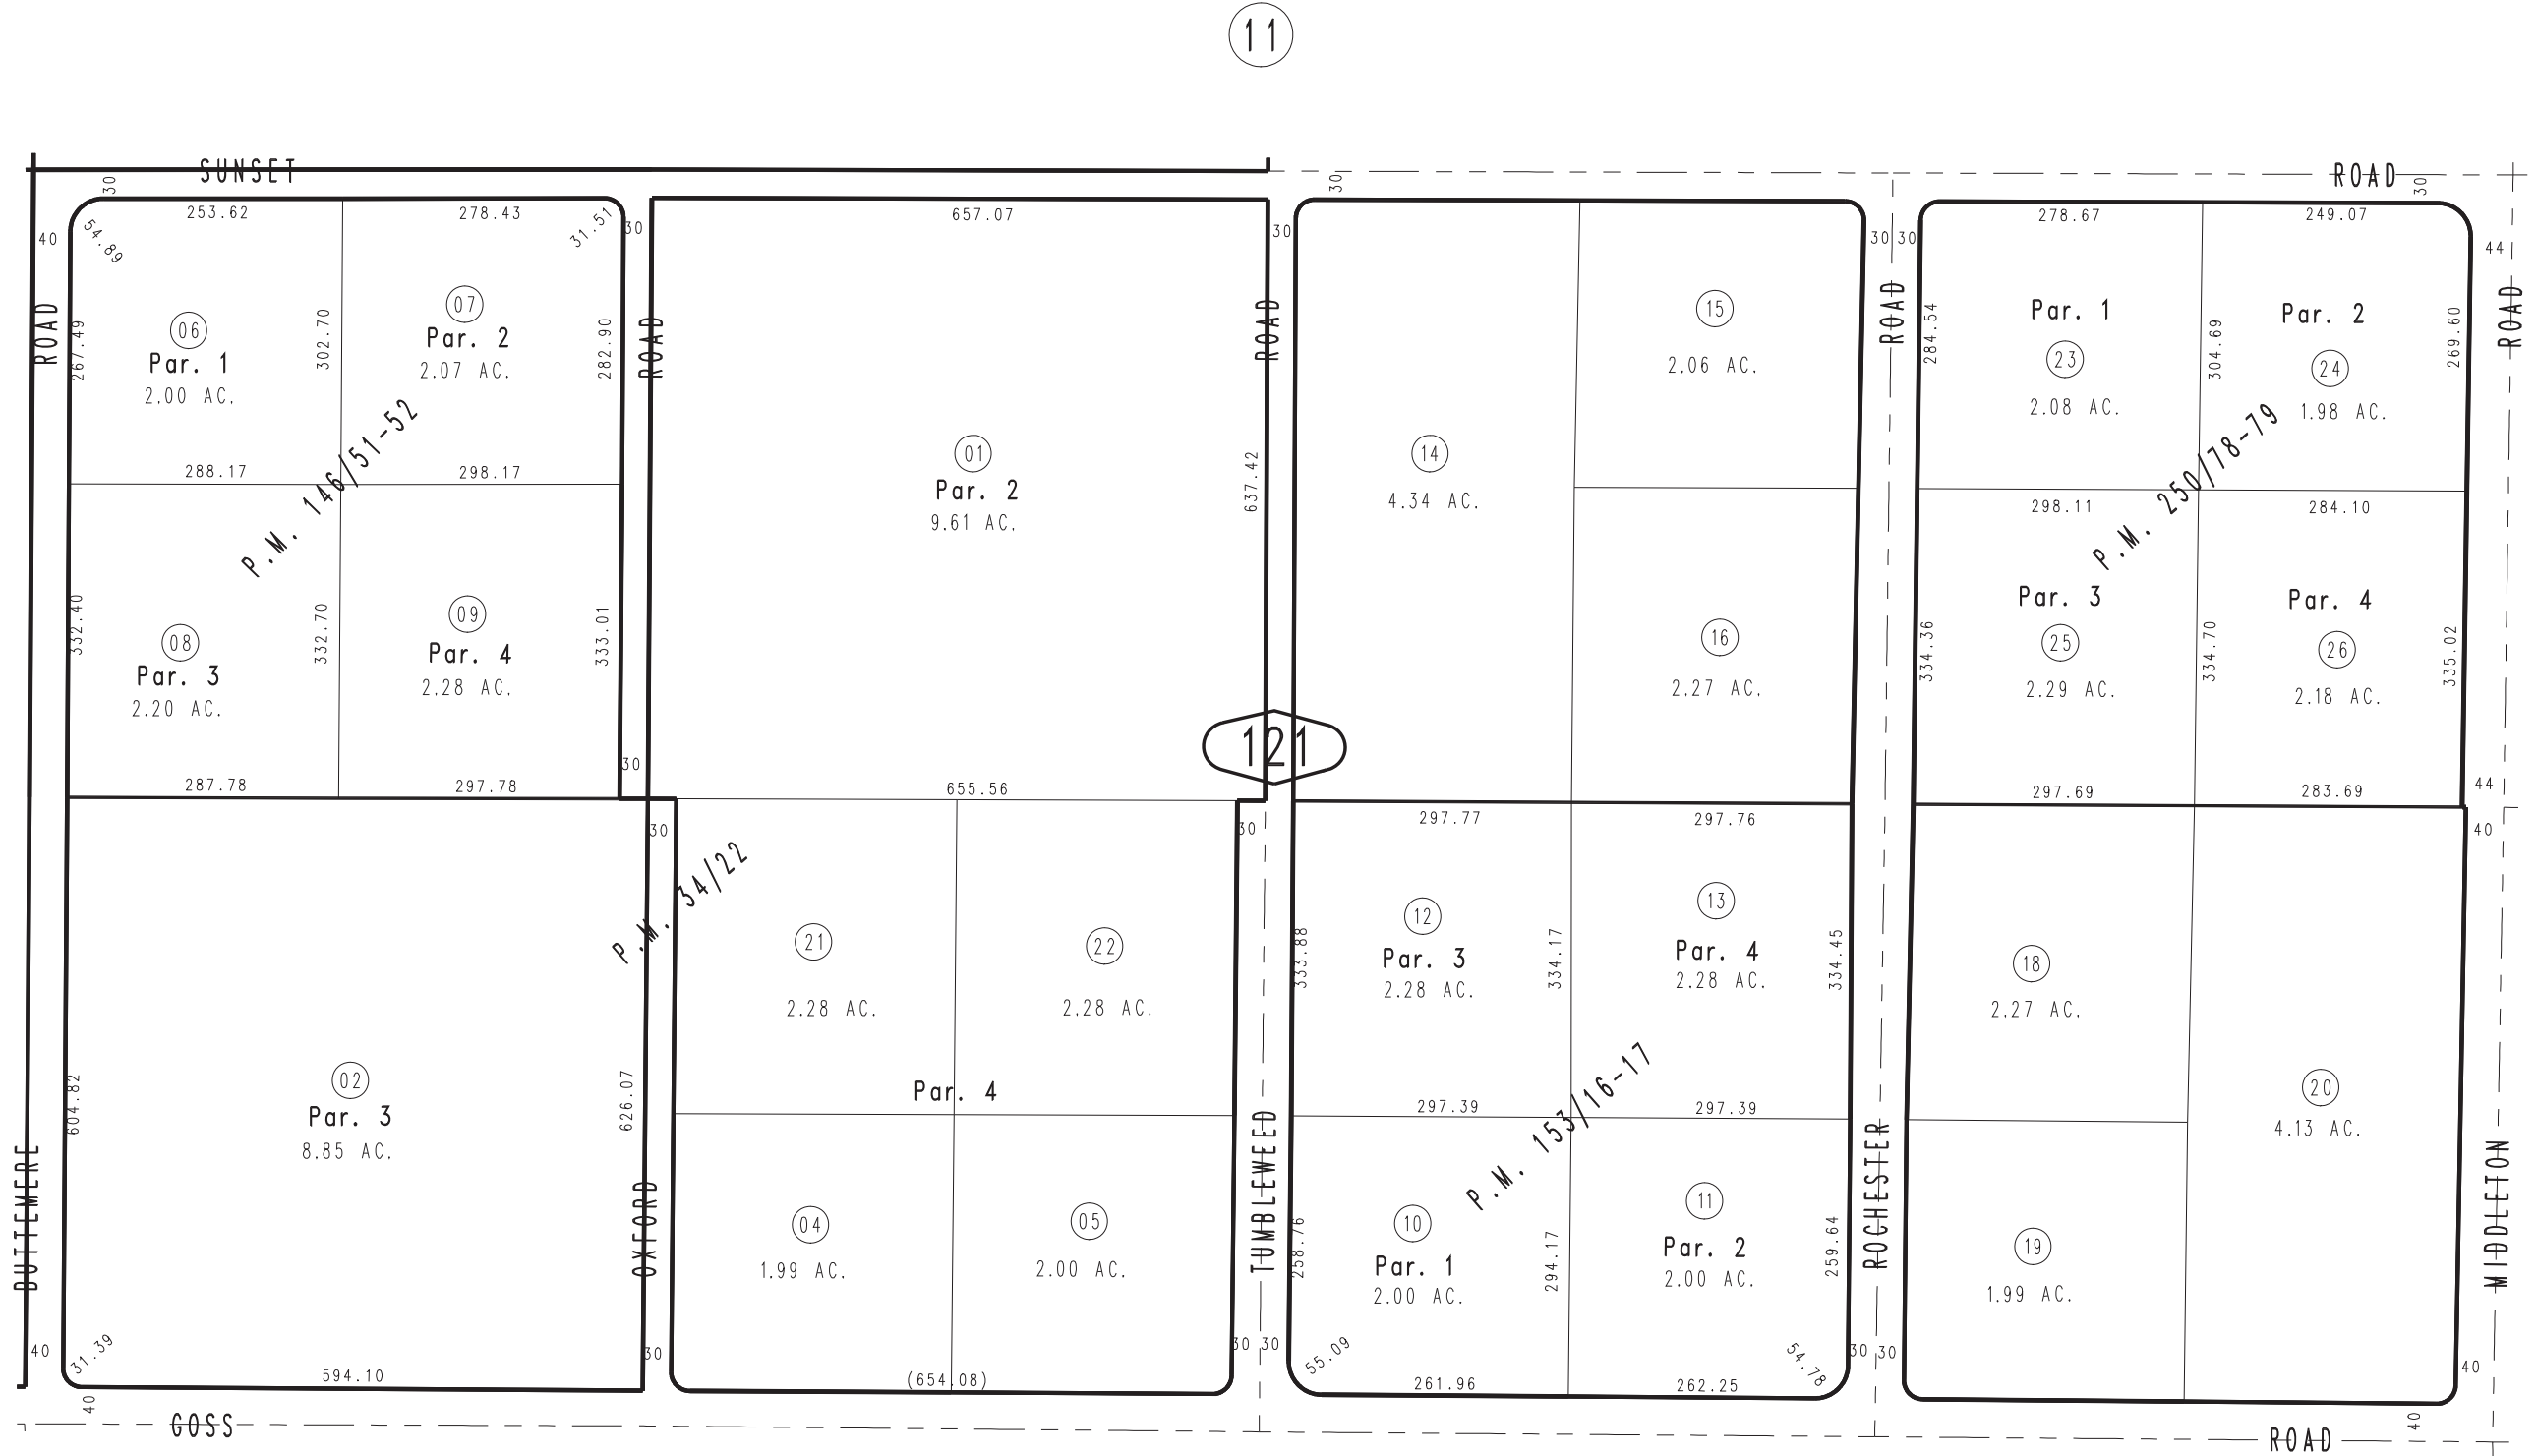 11
SUNSET ROAD
30 30 30
253.62 278.43 657.07 278.67 249.07
40 54.89 31.51 30 30 30 30 44
ROAD ROAD ROAD ROAD ROAD
06
Par. 1
2.00 AC.
267.49 302.70
07
Par. 2
2.07 AC.
282.90
288.17 298.17
P.M. 146/51-52
08
Par. 3
2.20 AC.
332.40 332.70
09
Par. 4
2.28 AC.
333.01
287.78 297.78
30
01
Par. 2
9.61 AC.
637.42
655.56
121
14
4.34 AC.
15
2.06 AC.
16
2.27 AC.
Par. 1
23
2.08 AC.
284.54 304.69
Par. 2
24
1.98 AC.
269.60
298.11 284.10
P.M. 250/78-79
Par. 3
25
2.29 AC.
334.36 334.70
Par. 4
26
2.18 AC.
335.02
297.69 283.69
44
40
30 30
P.M. 34/22
02
Par. 3
8.85 AC.
604.82 626.07
31.39
594.10
21
2.28 AC.
22
2.28 AC.
Par. 4
04
1.99 AC.
05
2.00 AC.
(654.08)
297.77 297.76
12
Par. 3
2.28 AC.
333.88 334.17
13
Par. 4
2.28 AC.
334.45
297.39 297.39
P.M. 153/16-17
10
Par. 1
2.00 AC.
258.76 294.17
11
Par. 2
2.00 AC.
259.64
55.09 54.78
261.96 262.25
18
2.27 AC.
19
1.99 AC.
20
4.13 AC.
BUTTEMERE OXFORD TUMBLEWEED ROCHESTER MIDDLETON
40 30 30 30 30 30 40
40 40
GOSS ROAD